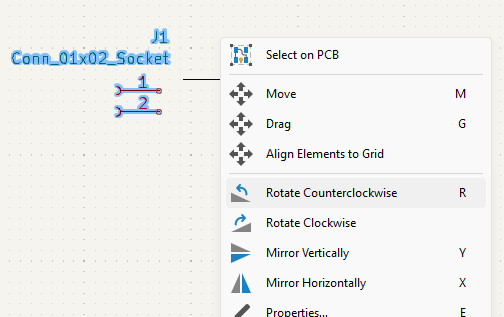 J1
Conn_01x02_Socket
1
2
Select on PCB
Move M
Drag G
Align Elements to Grid
Rotate Counterclockwise R
Rotate Clockwise
Mirror Vertically Y
Mirror Horizontally X
Properties... E